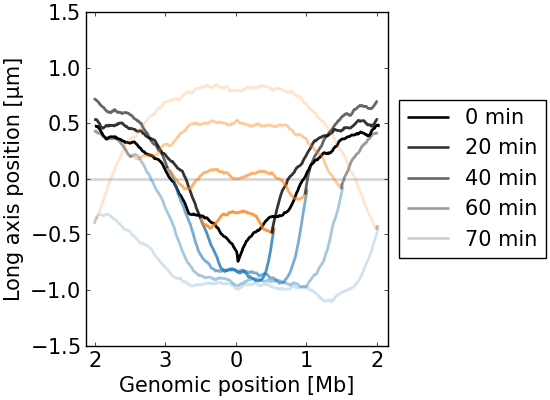 1.5
1.0
0.5
0.0
−0.5
−1.0
−1.5
Long axis position [μm]
2 3 0 1 2
Genomic position [Mb]
0 min
20 min
40 min
60 min
70 min